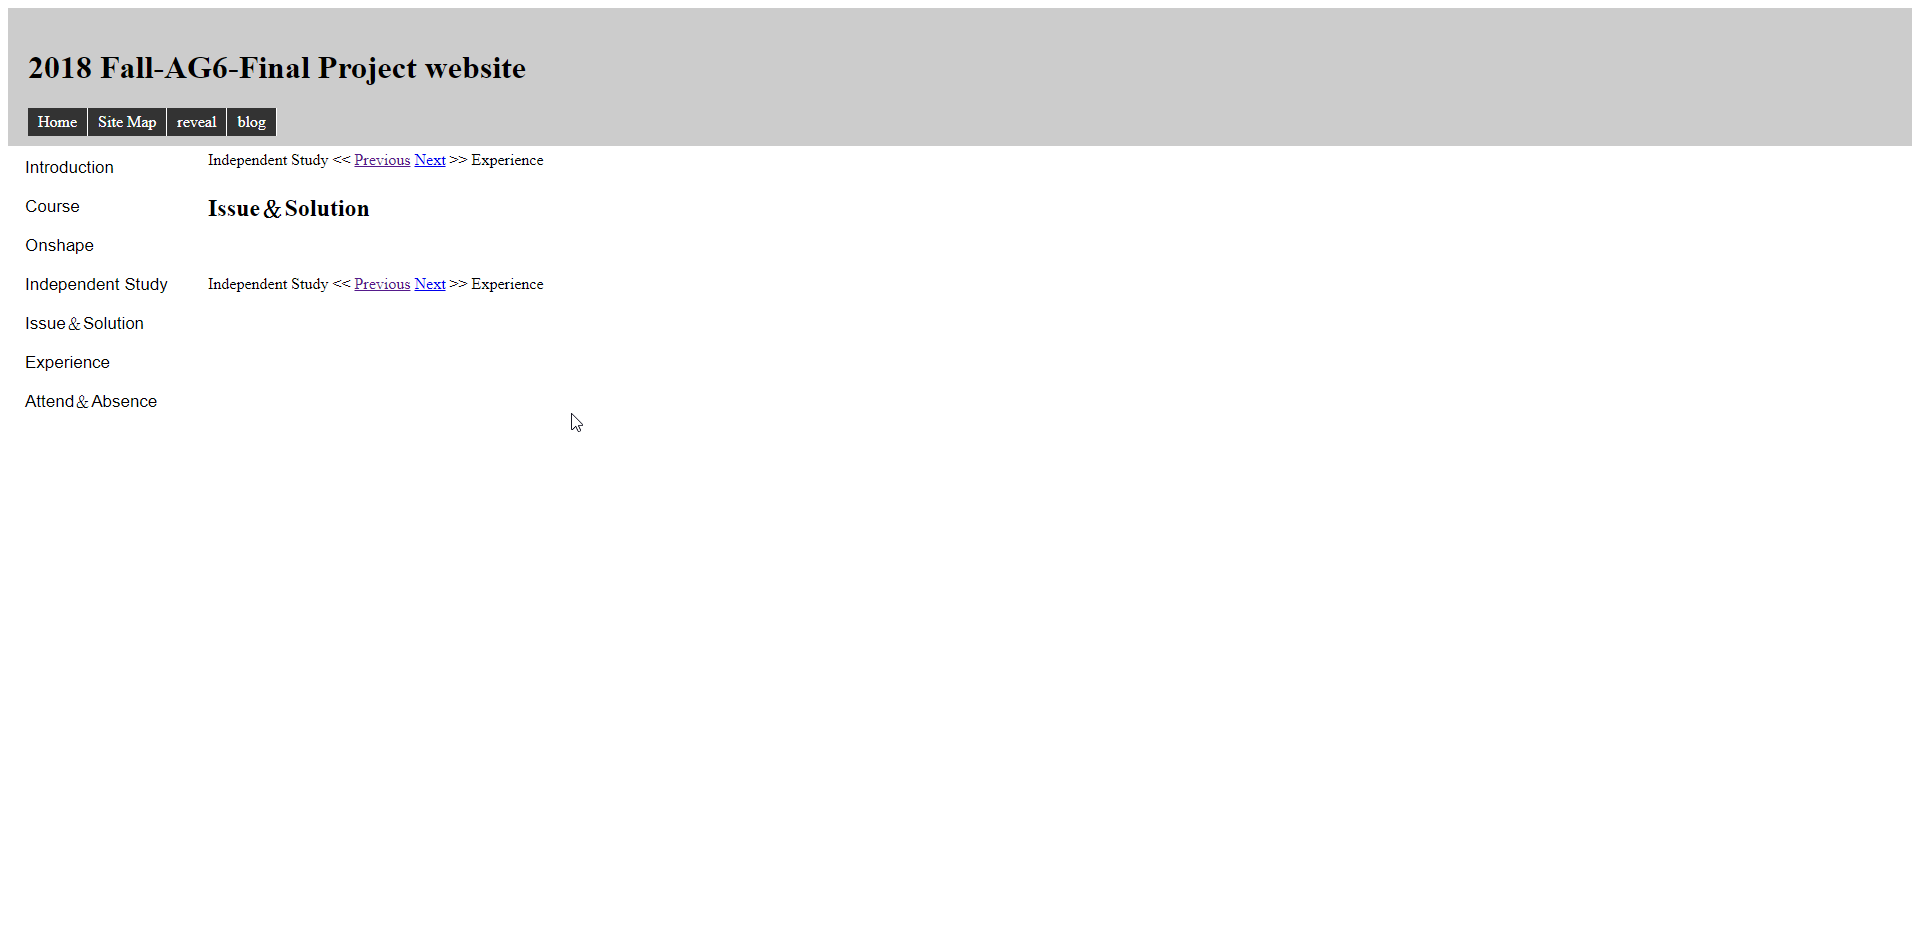 2018 Fall-AG6-Final Project website
Home Site Map reveal blog
Introduction
Course
Onshape
Independent Study
Issue＆Solution
Experience
Attend＆Absence
Independent Study << Previous Next >> Experience
Issue＆Solution
Independent Study << Previous Next >> Experience